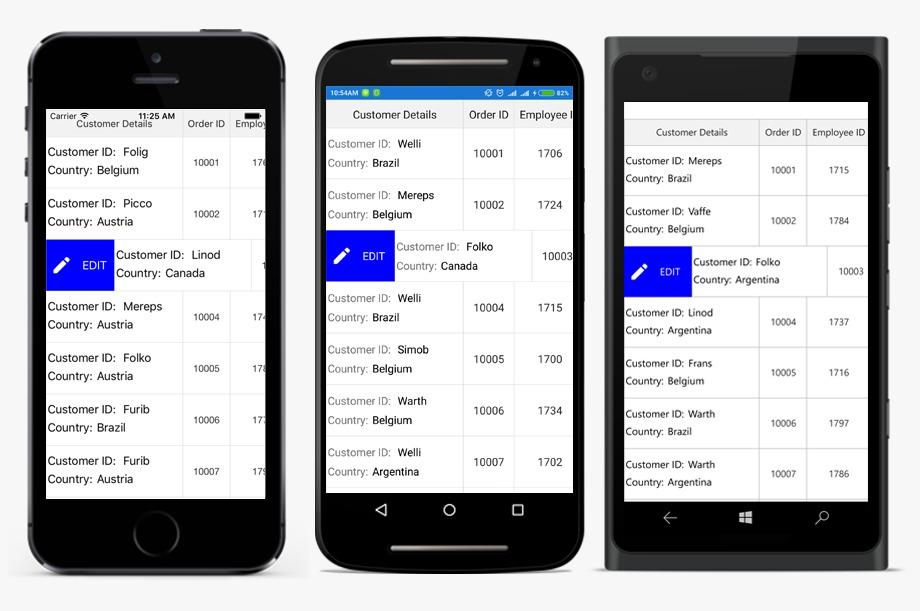 Carrier 11:25 AM
Customer Details Order ID Employ
Customer ID: Folig
Country: Belgium
10001 176
Customer ID: Picco
Country: Austria
10002 171
EDIT
Customer ID: Linod
Country: Canada
1
Customer ID: Mereps
Country: Austria
10004 174
Customer ID: Folko
Country: Austria
10005 178
Customer ID: Furib
Country: Brazil
10006 177
Customer ID: Furib
Country: Austria
10007 179
10:54AM 82%
Customer Details Order ID Employee I
Customer ID: Welli
Country: Brazil
10001 1706
Customer ID: Mereps
Country: Belgium
10002 1724
EDIT
Customer ID: Folko
Country: Canada
10003
Customer ID: Welli
Country: Brazil
10004 1715
Customer ID: Simob
Country: Belgium
10005 1700
Customer ID: Warth
Country: Belgium
10006 1734
Customer ID: Welli
Country: Argentina
10007 1702
Customer Details Order ID Employee ID
Customer ID: Mereps
Country: Brazil
10001 1715
Customer ID: Vaffe
Country: Belgium
10002 1784
EDIT
Customer ID: Folko
Country: Argentina
10003
Customer ID: Linod
Country: Argentina
10004 1737
Customer ID: Frans
Country: Belgium
10005 1716
Customer ID: Warth
Country: Brazil
10006 1797
Customer ID: Warth
Country: Argentina
10007 1786